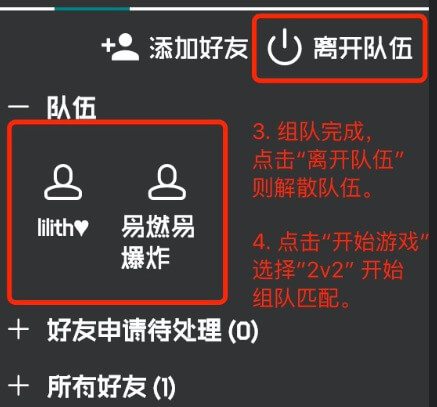 添加好友 离开队伍
队伍
lilith♥ 易燃易
爆炸
3. 组队完成，
点击“离开队伍”
则解散队伍。
4. 点击“开始游戏”
选择”2v2” 开始
组队匹配。
好友申请待处理 (0)
所有好友 (1)